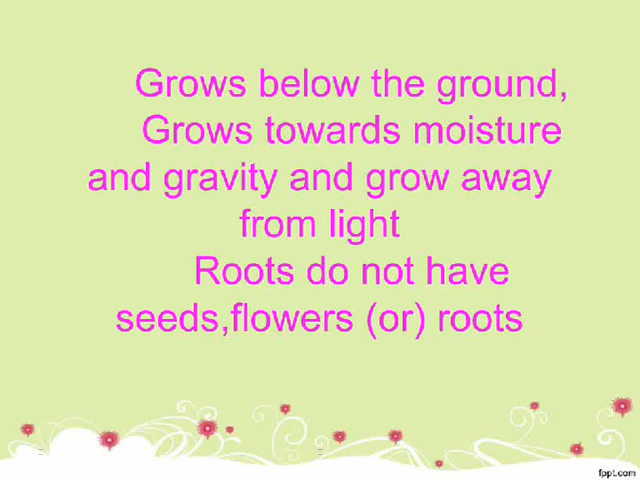 Grows below the ground,
Grows towards moisture
and gravity and grow away
from light
Roots do not have
seeds,flowers (or) roots
fppt.com